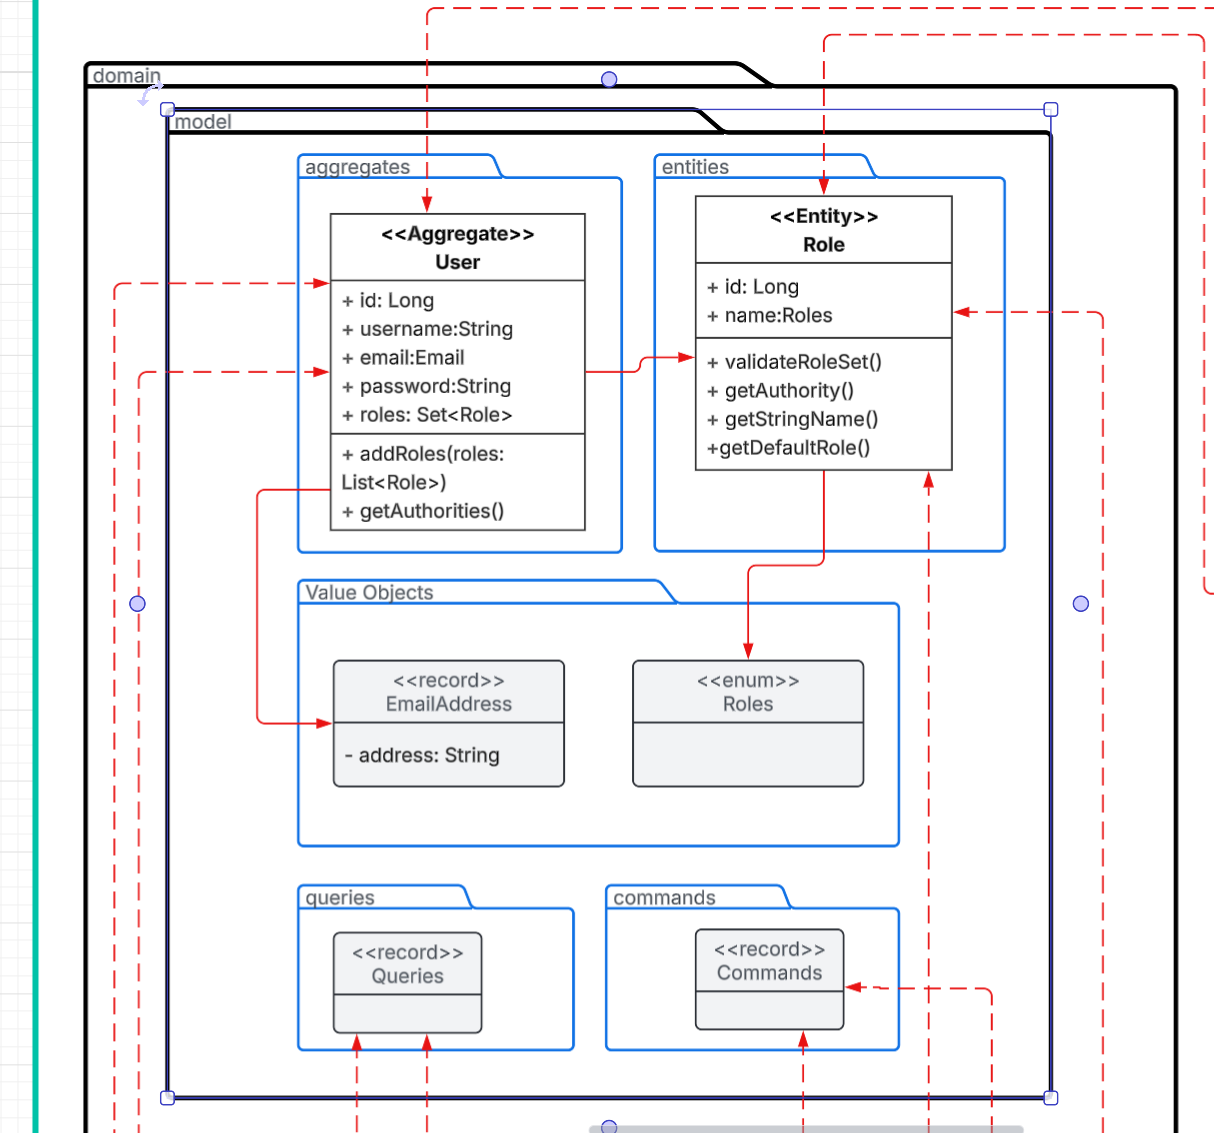 domain
model
aggregates
<<Aggregate>>
User
+ id: Long
+ username:String
+ email:Email
+ password:String
+ roles: Set<Role>
+ addRoles(roles:
List<Role>)
+ getAuthorities()
entities
<<Entity>>
Role
+ id: Long
+ name:Roles
+ validateRoleSet()
+ getAuthority()
+ getStringName()
+getDefaultRole()
Value Objects
<<record>>
EmailAddress
- address: String
<<enum>>
Roles
queries
<<record>>
Queries
commands
<<record>>
Commands